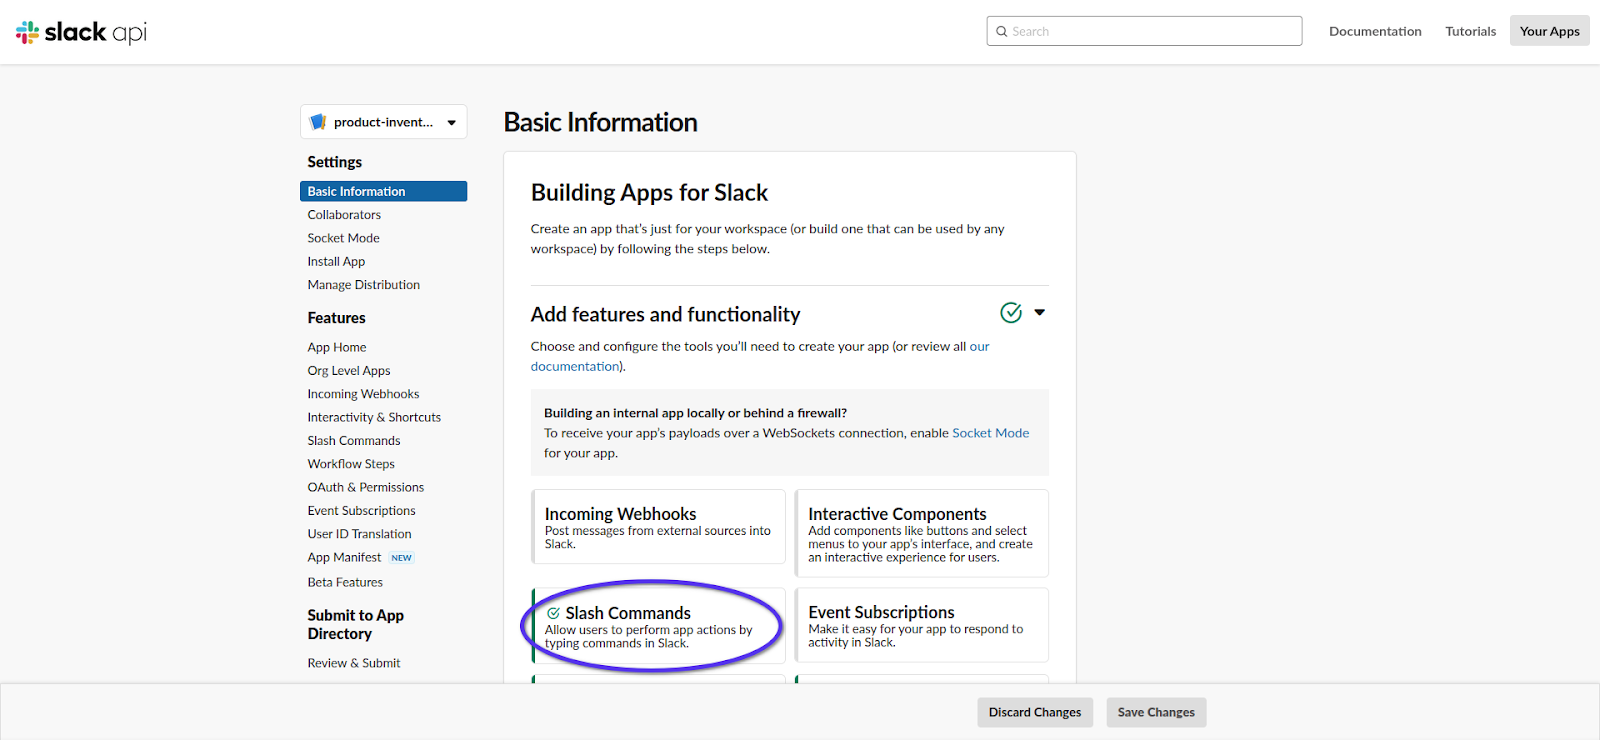 slack api
Search
Documentation
Tutorials
Your Apps
product-invent...
Settings
Basic Information
Collaborators
Socket Mode
Install App
Manage Distribution
Features
App Home
Org Level Apps
Incoming Webhooks
Interactivity & Shortcuts
Slash Commands
Workflow Steps
OAuth & Permissions
Event Subscriptions
User ID Translation
App Manifest NEW
Beta Features
Submit to App
Directory
Review & Submit
Basic Information
Building Apps for Slack
Create an app that's just for your workspace (or build one that can be used by any
workspace) by following the steps below.
Add features and functionality
Choose and configure the tools you'll need to create your app (or review all our
documentation).
Building an internal app locally or behind a firewall?
To receive your app's payloads over a WebSockets connection, enable Socket Mode
for your app.
Incoming Webhooks
Post messages from external sources into
Slack.
Interactive Components
Add components like buttons and select
menus to your app's interface, and create
an interactive experience for users.
Slash Commands
Allow users to perform app actions by
typing commands in Slack.
Event Subscriptions
Make it easy for your app to respond to
activity in Slack.
Discard Changes
Save Changes